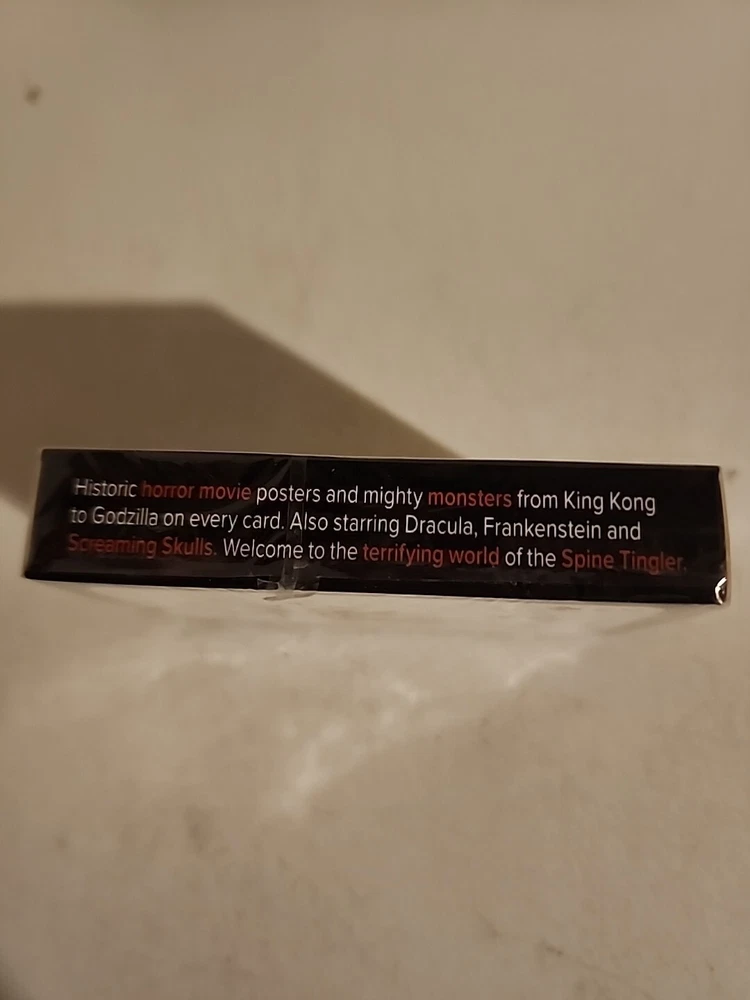 Historic horror movie posters and mighty monsters from King Kong
to Godzilla on every card. Also starring Dracula, Frankenstein and
Screaming Skulls. Welcome to the terrifying world of the Spine Tingler.